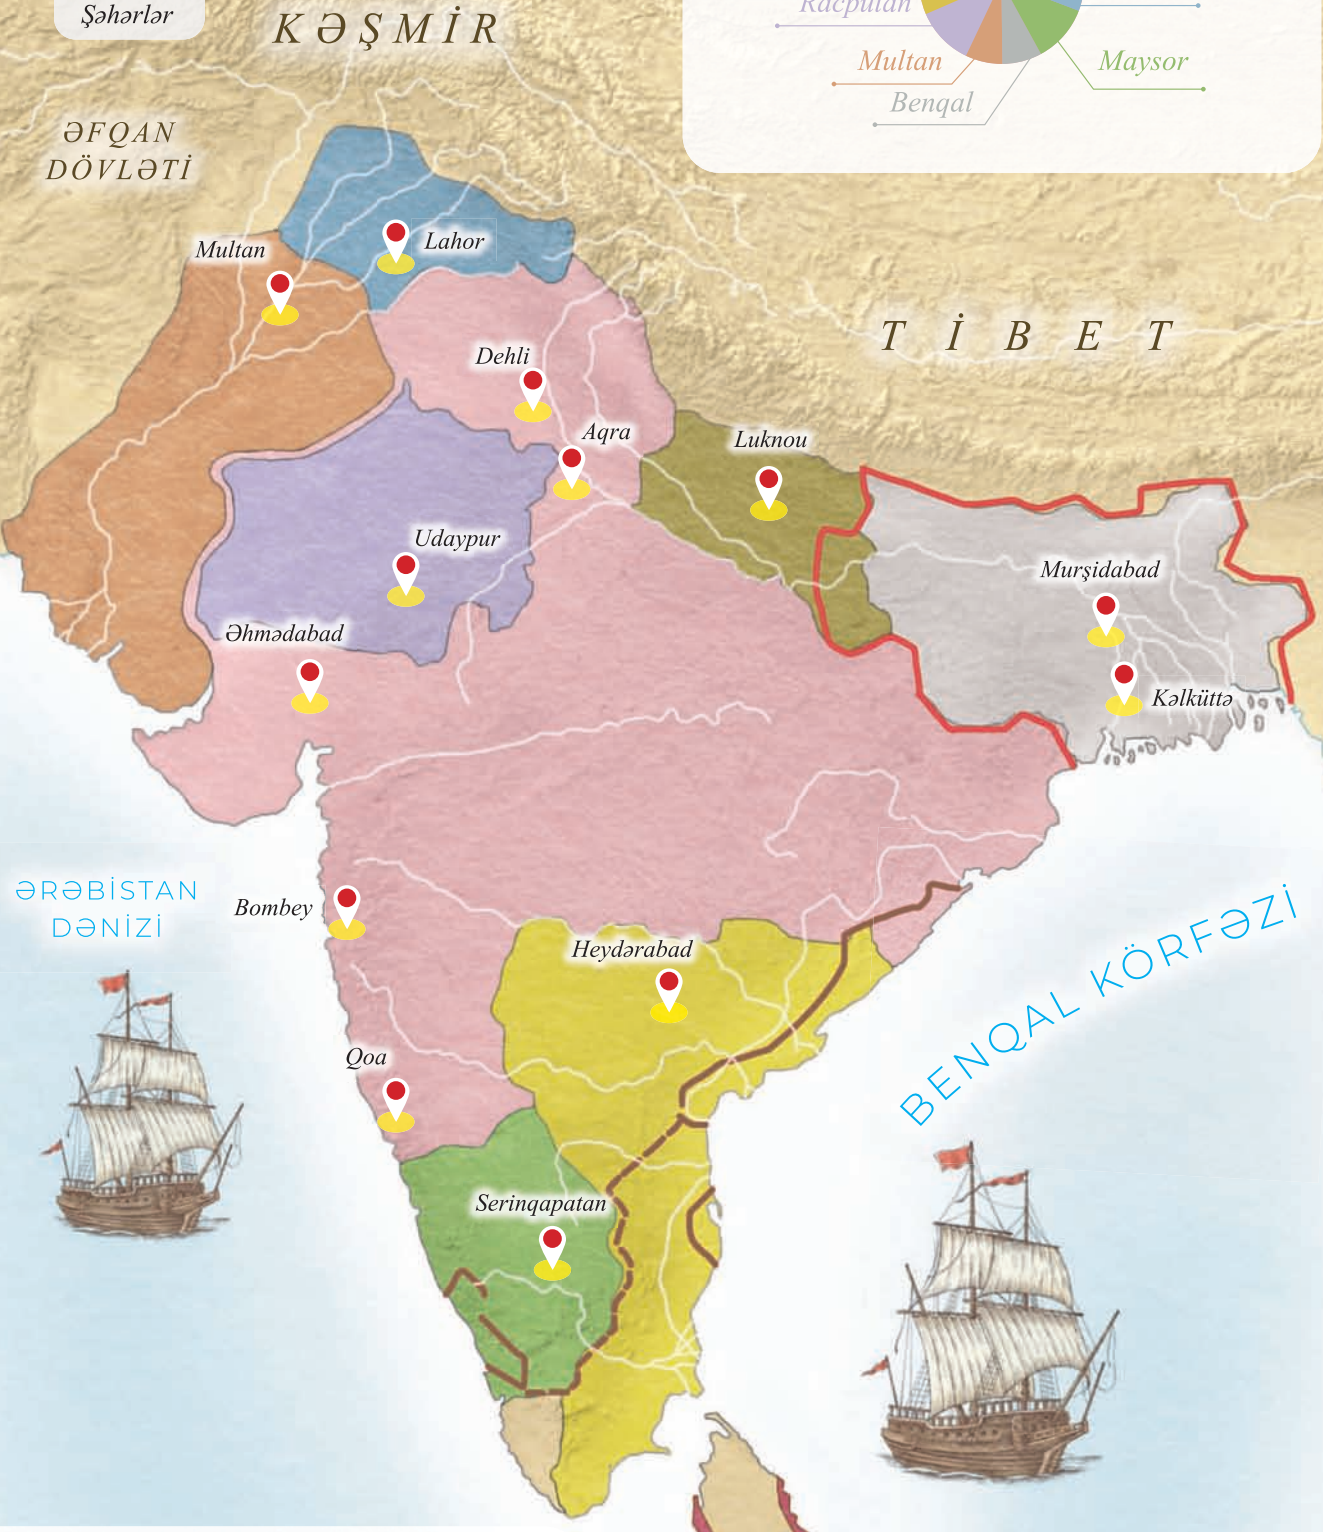 Şəhərlər
KƏŞMİR
Racputan
Multan
Maysor
Benqal
ƏFQAN
DÖVLƏTİ
Multan
Lahor
TİBET
Dehli
Aqra
Luknou
Udaypur
Murşidabad
Əhmədabad
Kəlküttə
ƏRƏBİSTAN
DƏNİZİ
Bombey
Heydərabad
BENQAL KÖRFƏZİ
Qoa
Serinqapatan